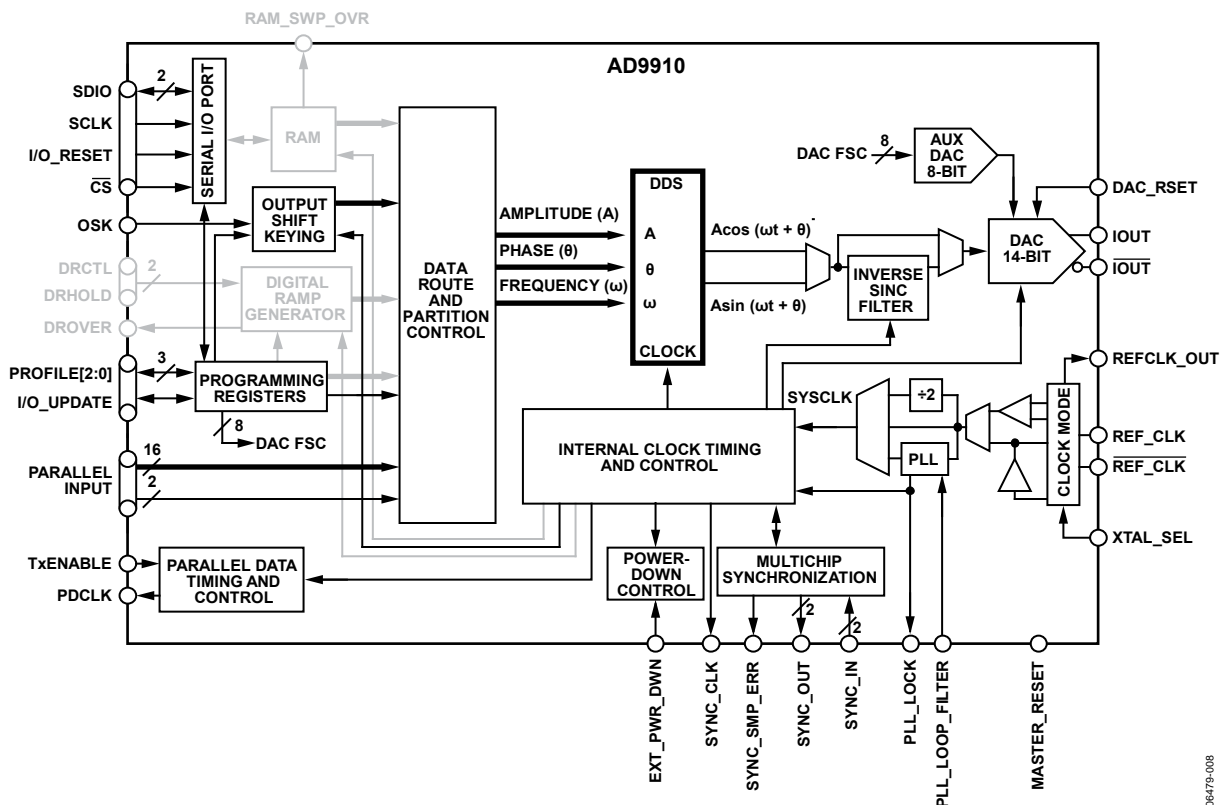 RAM_SWP_OVR
AD9910
2
SDIO
SCLK
I/O_RESET
CS
SERIAL I/O PORT
RAM
OSK
OUTPUT
SHIFT
KEYING
DRCTL
2
DRHOLD
DROVER
DIGITAL
RAMP
GENERATOR
PROFILE[2:0]
3
I/O_UPDATE
PROGRAMMING
REGISTERS
8
DAC FSC
PARALLEL
INPUT
16
2
TxENABLE
PDCLK
PARALLEL DATA
TIMING AND
CONTROL
DATA
ROUTE
AND
PARTITION
CONTROL
AMPLITUDE (A)
PHASE (θ)
FREQUENCY (ω)
DDS
A
θ
ω
CLOCK
Acos (ωt + θ)
Asin (ωt + θ)
INVERSE
SINC
FILTER
DAC FSC
8
AUX
DAC
8-BIT
DAC
14-BIT
DAC_RSET
IOUT
IOUT
REFCLK_OUT
SYSCLK
÷2
PLL
CLOCK MODE
REF_CLK
REF_CLK
XTAL_SEL
INTERNAL CLOCK TIMING
AND CONTROL
POWER-
DOWN
CONTROL
MULTICHIP
SYNCHRONIZATION
2
2
EXT_PWR_DWN
SYNC_CLK
SYNC_SMP_ERR
SYNC_OUT
SYNC_IN
PLL_LOCK
PLL_LOOP_FILTER
MASTER_RESET
06479-008